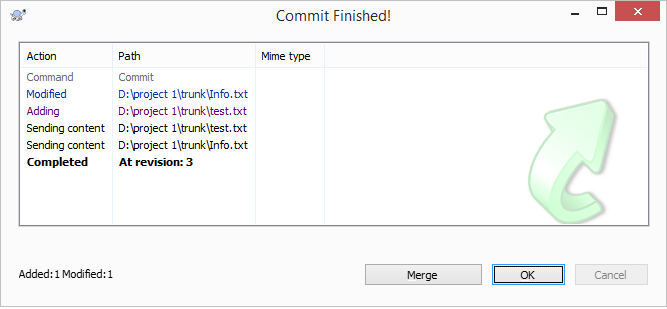 Commit Finished!
Action Path Mime type
Command Commit
Modified D:\project 1\trunk\Info.txt
Adding D:\project 1\trunk\test.txt
Sending content D:\project 1\trunk\test.txt
Sending content D:\project 1\trunk\Info.txt
Completed At revision: 3
Added:1 Modified:1 Merge OK Cancel